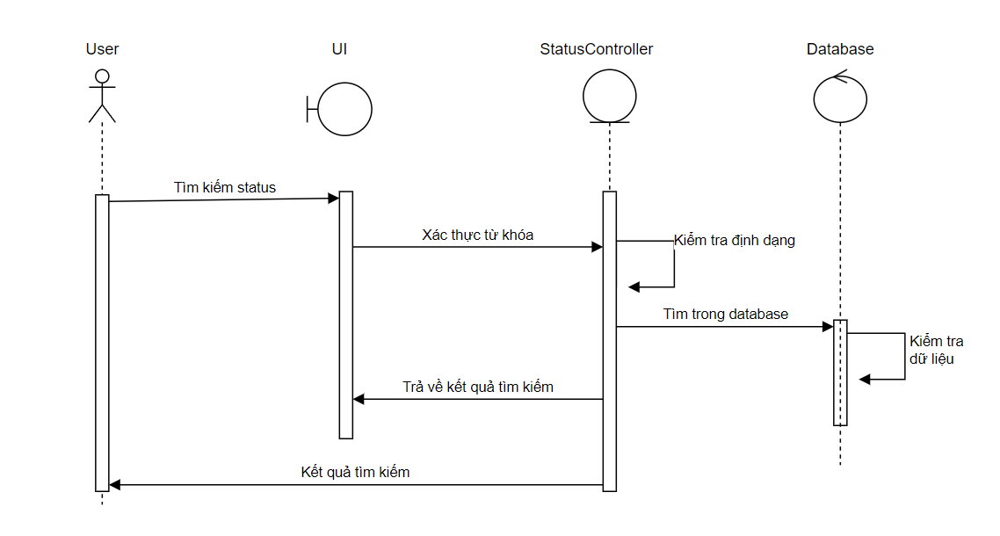 User
UI
StatusController
Database
Tìm kiếm status
Xác thực từ khóa
Kiểm tra định dạng
Tìm trong database
Kiểm tra
dữ liệu
Trả về kết quả tìm kiếm
Kết quả tìm kiếm